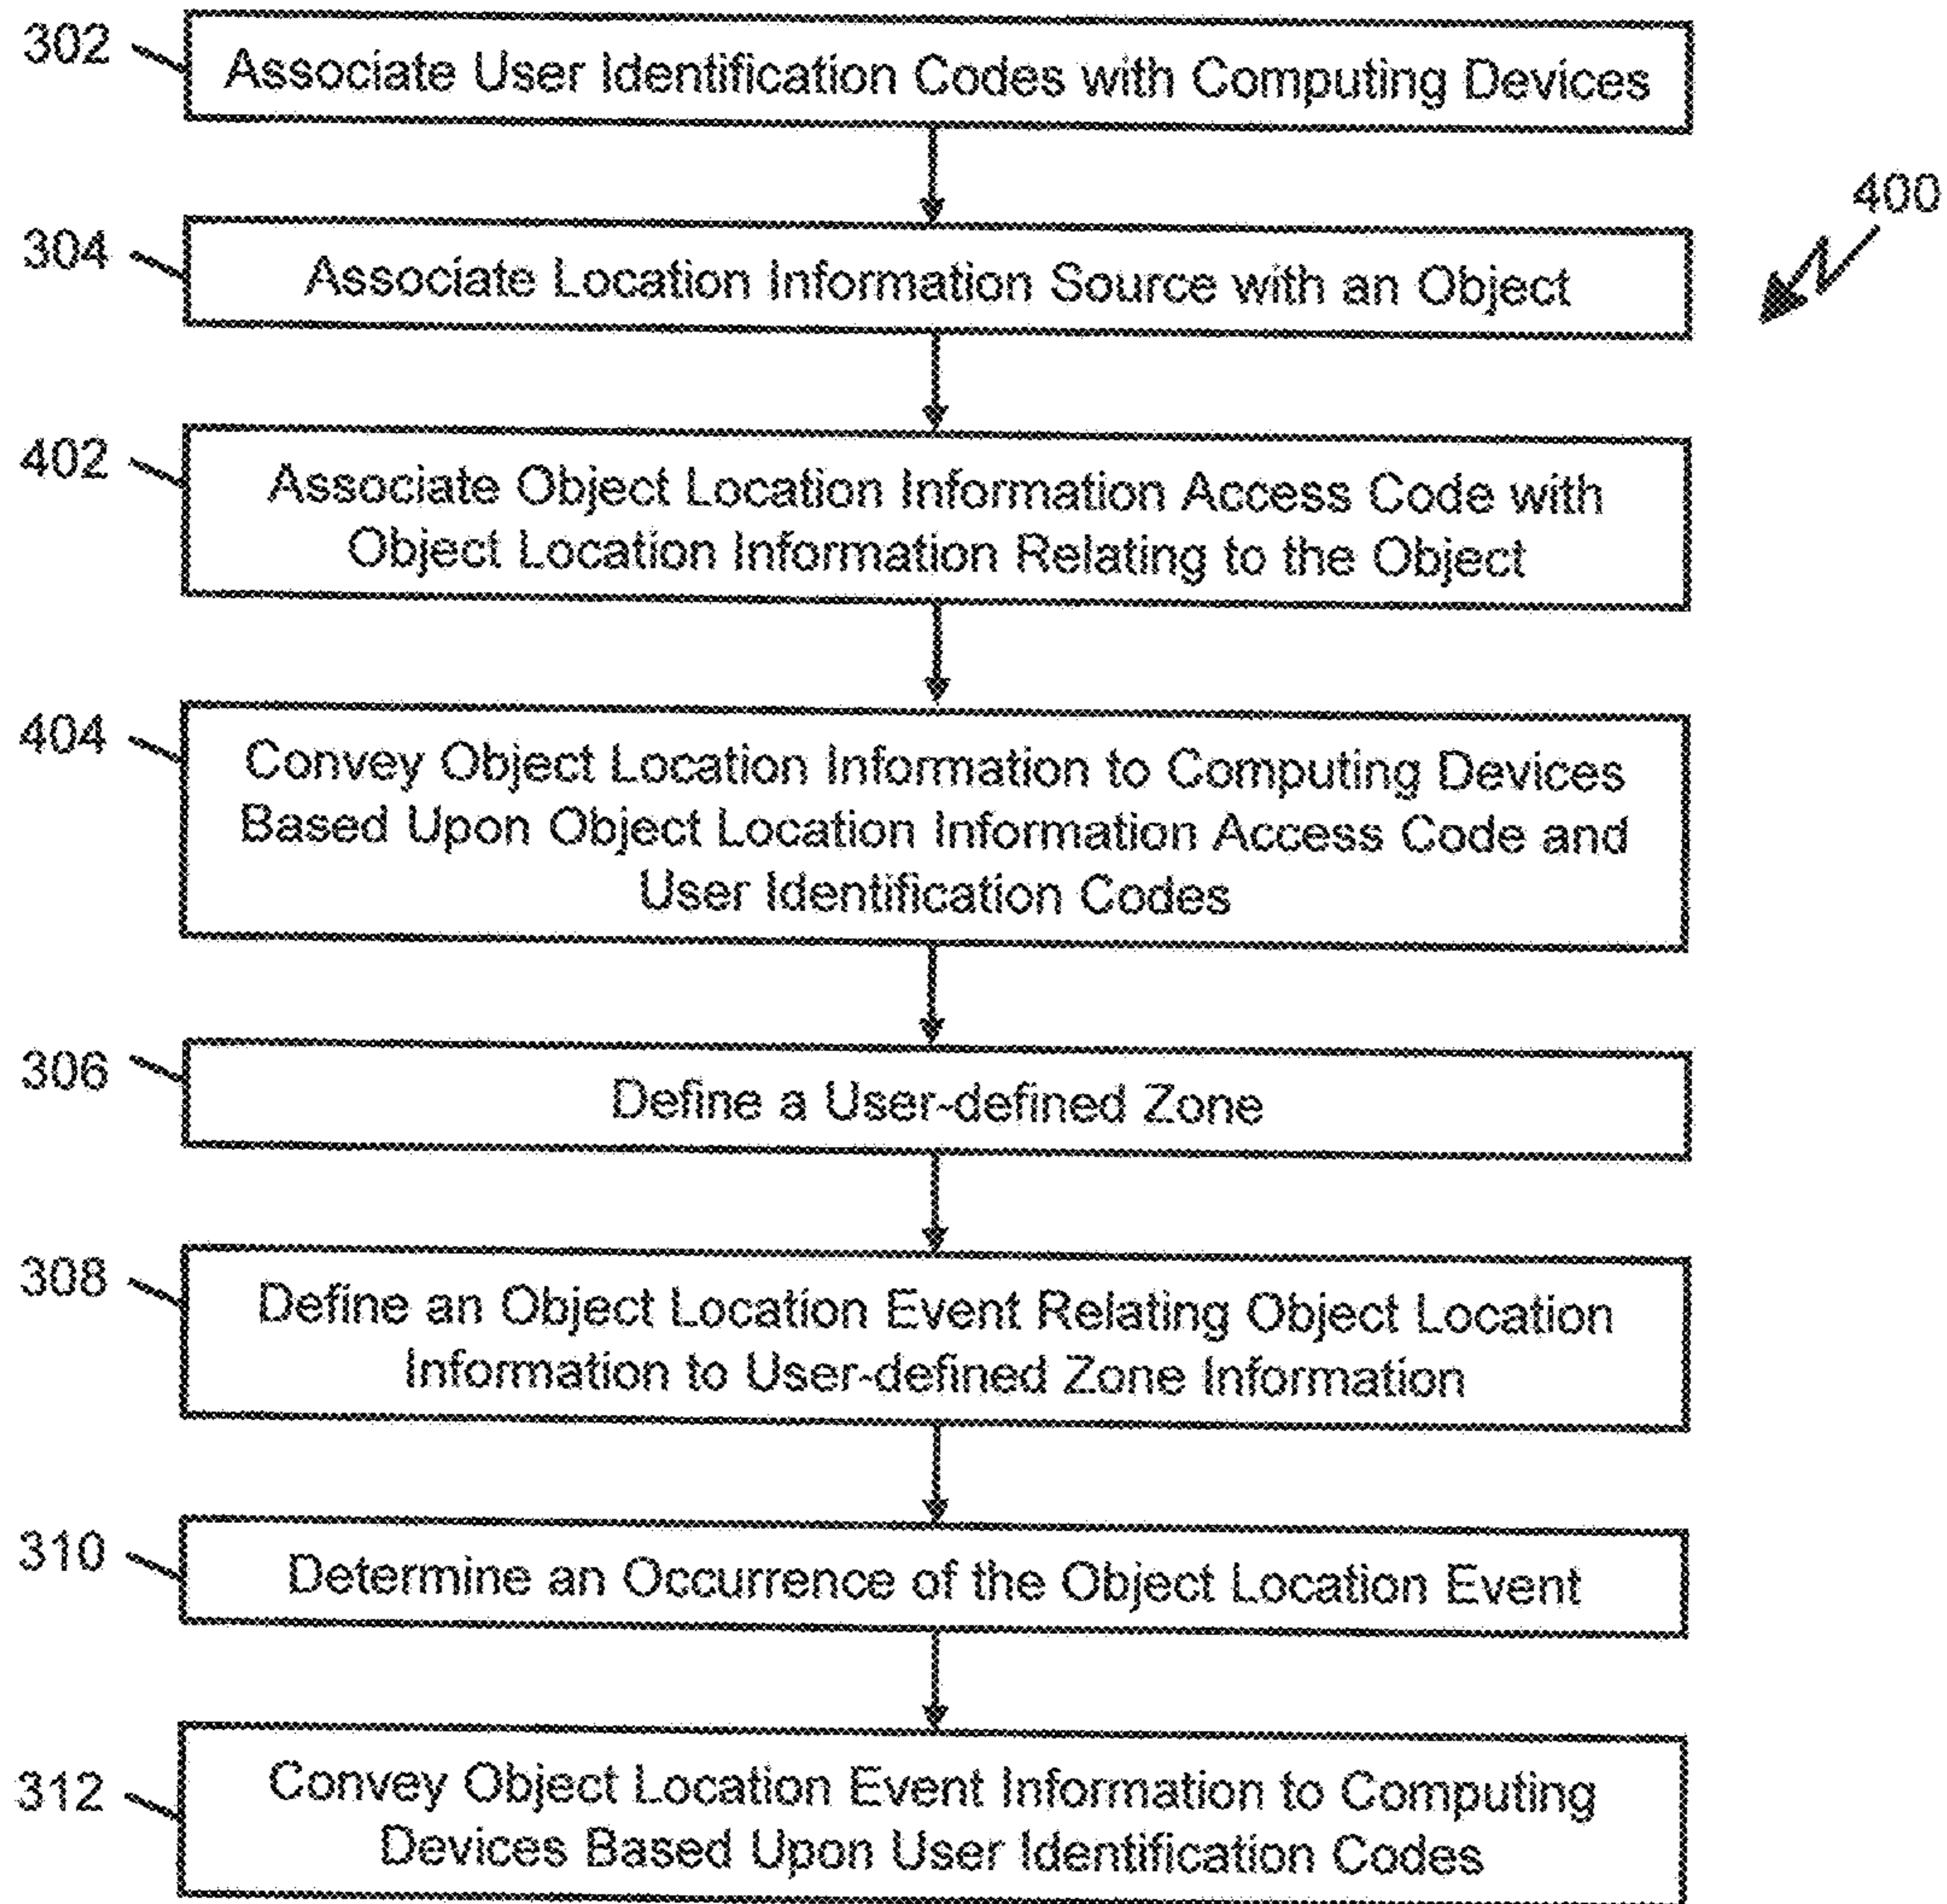 302
Associate User Identification Codes with Computing Devices
400
304
Associate Location Information Source with an Object
402
Associate Object Location Information Access Code with
Object Location Information Relating to the Object
404
Convey Object Location Information to Computing Devices
Based Upon Object Location Information Access Code and
User Identification Codes
306
Define a User-defined Zone
308
Define an Object Location Event Relating Object Location
Information to User-defined Zone Information
310
Determine an Occurrence of the Object Location Event
312
Convey Object Location Event Information to Computing
Devices Based Upon User Identification Codes